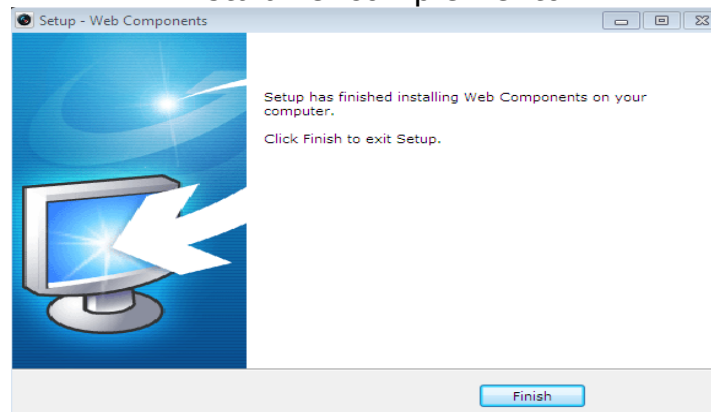 Setup - Web Components
Setup has finished installing Web Components on your
computer.
Click Finish to exit Setup.
Finish